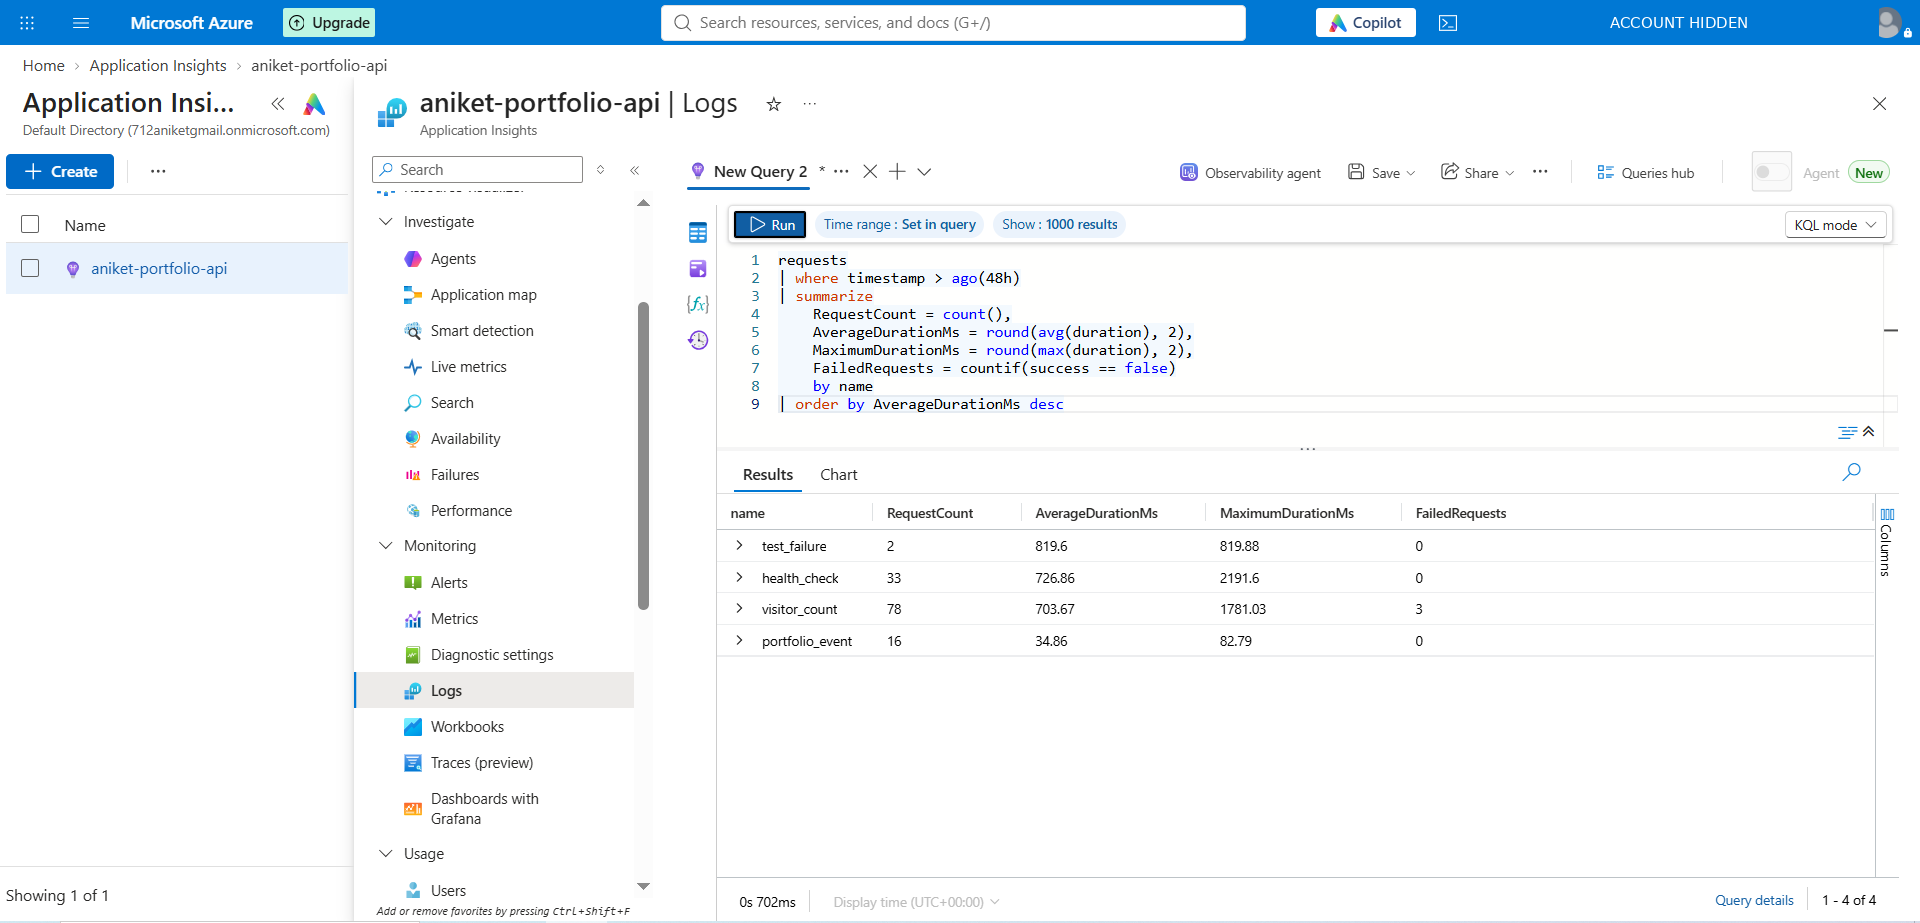 Microsoft Azure
Upgrade
Search resources, services, and docs (G+/)
Copilot
ACCOUNT HIDDEN
Home > Application Insights > aniket-portfolio-api
Application Insi...
Default Directory (712aniketgmail.onmicrosoft.com)
+ Create
...
Name
aniket-portfolio-api
Showing 1 of 1
aniket-portfolio-api | Logs
Application Insights
Search
Resource visualizer
Investigate
Agents
Application map
Smart detection
Live metrics
Search
Availability
Failures
Performance
Monitoring
Alerts
Metrics
Diagnostic settings
Logs
Workbooks
Traces (preview)
Dashboards with
Grafana
Usage
Users
Add or remove favorites by pressing Ctrl+Shift+F
New Query 2 * ...
Observability agent
Save
Share
...
Queries hub
Agent
New
Run
Time range : Set in query
Show : 1000 results
KQL mode
1 requests
2 | where timestamp > ago(48h)
3 | summarize
4 RequestCount = count(),
5 AverageDurationMs = round(avg(duration), 2),
6 MaximumDurationMs = round(max(duration), 2),
7 FailedRequests = countif(success == false)
8 by name
9 | order by AverageDurationMs desc
Results
Chart
name RequestCount AverageDurationMs MaximumDurationMs FailedRequests
test_failure 2 819.6 819.88 0
health_check 33 726.86 2191.6 0
visitor_count 78 703.67 1781.03 3
portfolio_event 16 34.86 82.79 0
Columns
0s 702ms
Display time (UTC+00:00)
Query details
1 - 4 of 4